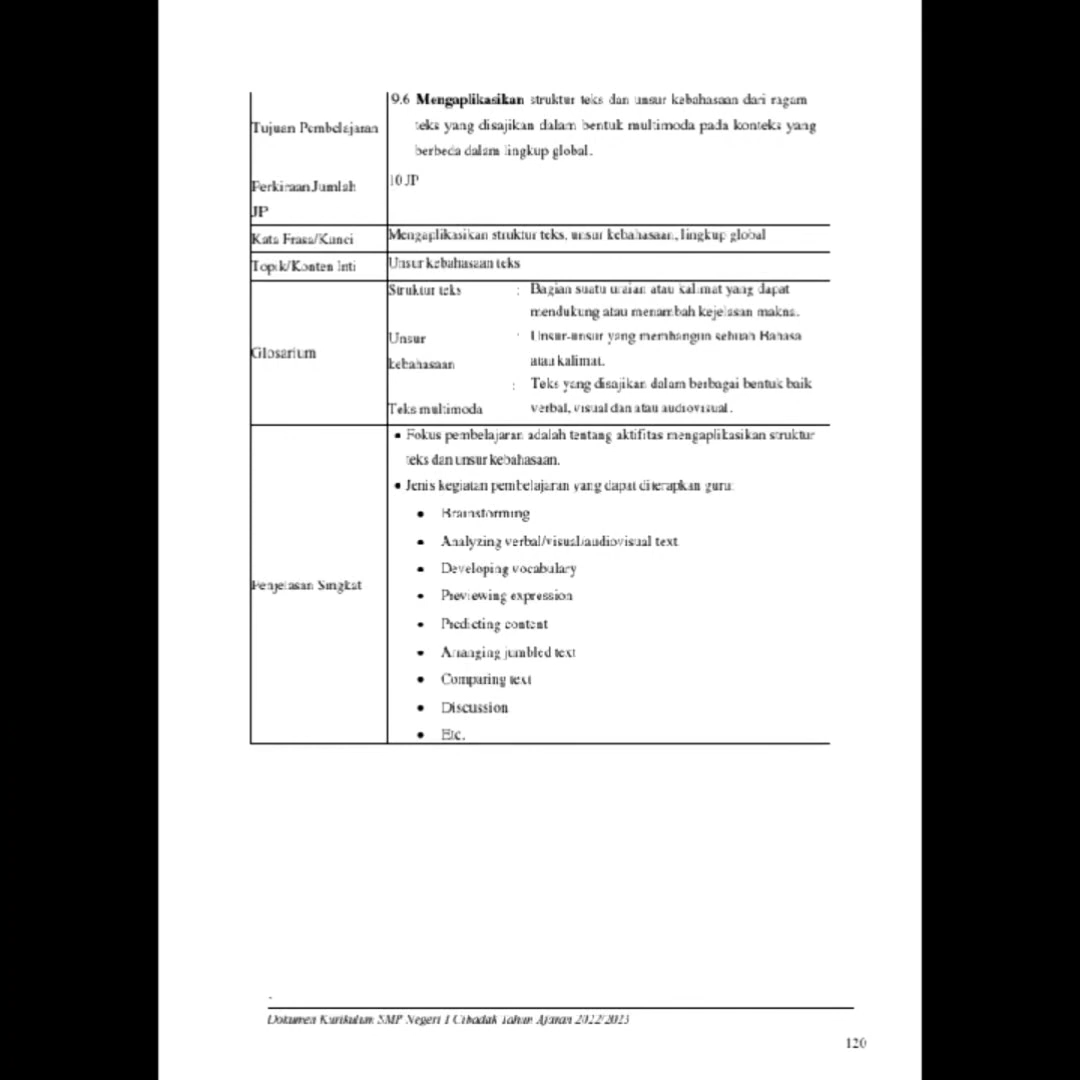 9.6 Mengaplikasikan struktur teks dan unsur kebahasaan dari ragam
Tujuan Pembelajaran
teks yang disajikan dalam bentuk multimoda pada konteks yang
berbeda dalam lingkup global.
Perkiraan Jumlah
JP
10 JP
Kata Frasa/Kunci
Mengaplikasikan struktur teks, unsur kebahasaan, lingkup global
Topik/Konten Inti
Unsur kebahasaan teks
Glosarium
Struktur teks : Bagian suatu uraian atau kalimat yang dapat
mendukung atau menambah kejelasan makna.
Unsur : Unsur-unsur yang membangun sebuah Bahasa
kebahasaan atau kalimat.
: Teks yang disajikan dalam berbagai bentuk baik
Teks multimoda verbal, visual dan atau audiovisual.
Penjelasan Singkat
• Fokus pembelajaran adalah tentang aktifitas mengaplikasikan struktur
teks dan unsur kebahasaan.
• Jenis kegiatan pembelajaran yang dapat diterapkan guru:
• Brainstorming
• Analyzing verbal/visual/audiovisual text
• Developing vocabulary
• Previewing expression
• Predicting content
• Arranging jumbled text
• Comparing text
• Discussion
• Etc.
Dokumen Kurikulum SMP Negeri 1 Cibadak Tahun Ajaran 2022/2023
120